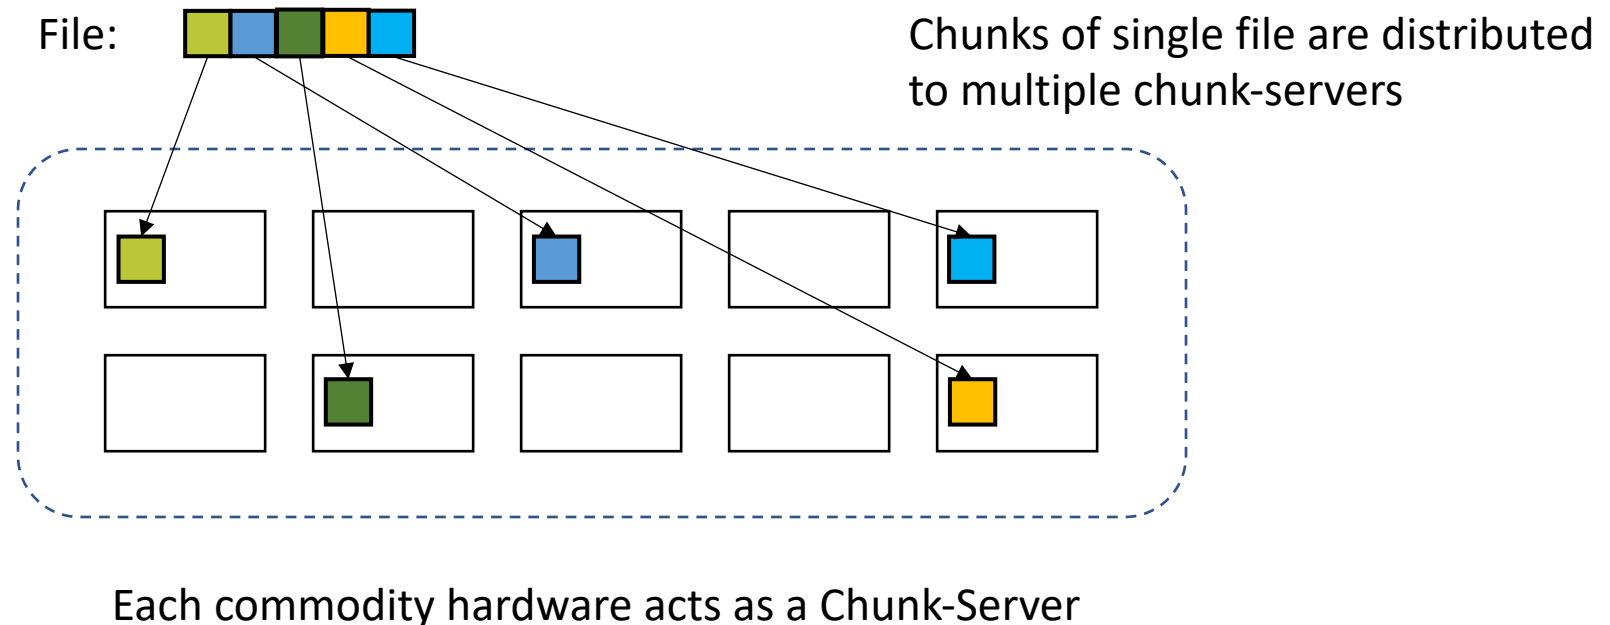 File:
Chunks of single file are distributed
to multiple chunk-servers
Each commodity hardware acts as a Chunk-Server